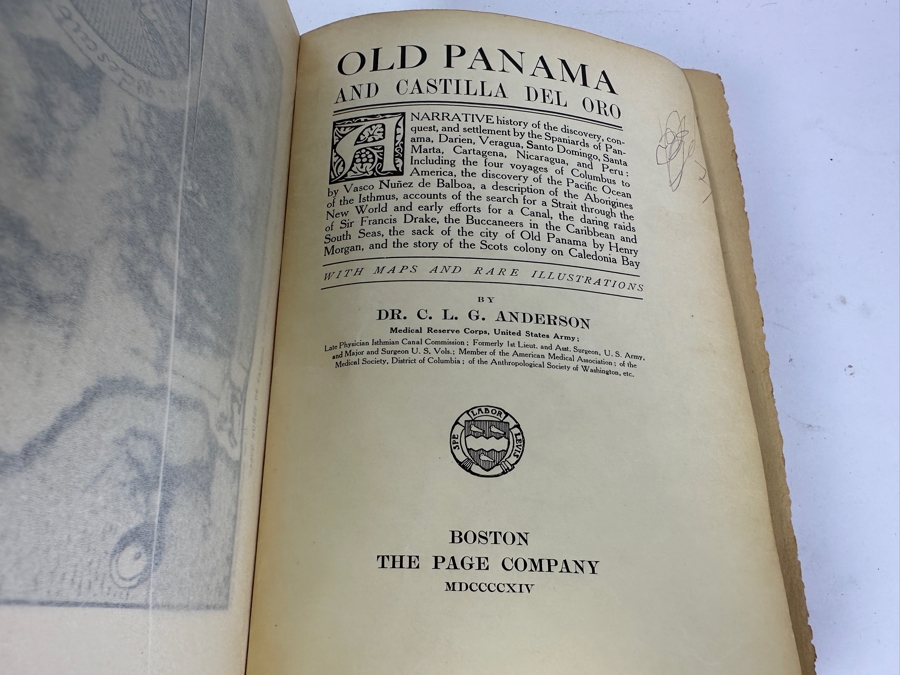 OLD PANAMA
AND CASTILLA DEL ORO
A NARRATIVE history of the discovery, con-
quest, and settlement by the Spaniards of Pan-
ama, Darien, Veragua, Santo Domingo, Santa
Marta, Cartagena, Nicaragua, and Peru:
Including the four voyages of Columbus to
America, the discovery of the Pacific Ocean
by Vasco Nuñez de Balboa, a description of the Aborigines
of the Isthmus, accounts of the search for a Strait through the
New World and early efforts for a Canal, the daring raids
of Sir Francis Drake, the Buccaneers in the Caribbean and
South Seas, the sack of the city of Old Panama by Henry
Morgan, and the story of the Scots colony on Caledonia Bay
WITH MAPS AND RARE ILLUSTRATIONS
BY
DR. C. L. G. ANDERSON
Medical Reserve Corps, United States Army;
Late Physician Isthmian Canal Commission; Formerly 1st Lieut. and Asst. Surgeon, U. S. Army,
and Major and Surgeon U. S. Vols.; Member of the American Medical Association; of the
Medical Society, District of Columbia; of the Anthropological Society of Washington, etc.
SPE LABOR LEVIS
BOSTON
THE PAGE COMPANY
MDCCCCXIV